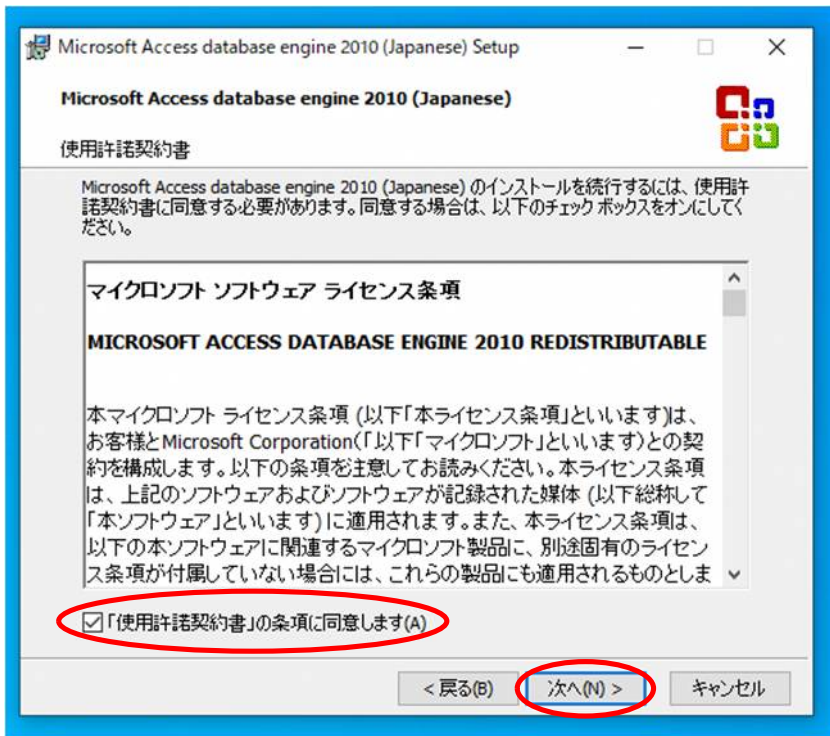 Microsoft Access database engine 2010 (Japanese) Setup
Microsoft Access database engine 2010 (Japanese)
使用許諾契約書
Microsoft Access database engine 2010 (Japanese) のインストールを続行するには、使用許
諾契約書に同意する必要があります。同意する場合は、以下のチェック ボックスをオンにしてく
ださい。
マイクロソフト ソフトウェア ライセンス条項
MICROSOFT ACCESS DATABASE ENGINE 2010 REDISTRIBUTABLE
本マイクロソフト ライセンス条項 (以下「本ライセンス条項」といいます)は、
お客様とMicrosoft Corporation(「以下「マイクロソフト」といいます)との契
約を構成します。以下の条項を注意してお読みください。本ライセンス条項
は、上記のソフトウェアおよびソフトウェアが記録された媒体 (以下総称して
「本ソフトウェア」といいます) に適用されます。また、本ライセンス条項は、
以下の本ソフトウェアに関連するマイクロソフト製品に、別途固有のライセン
ス条項が付属していない場合には、これらの製品にも適用されるものとしま
「使用許諾契約書」の条項に同意します(A)
< 戻る(B)
次へ(N) >
キャンセル